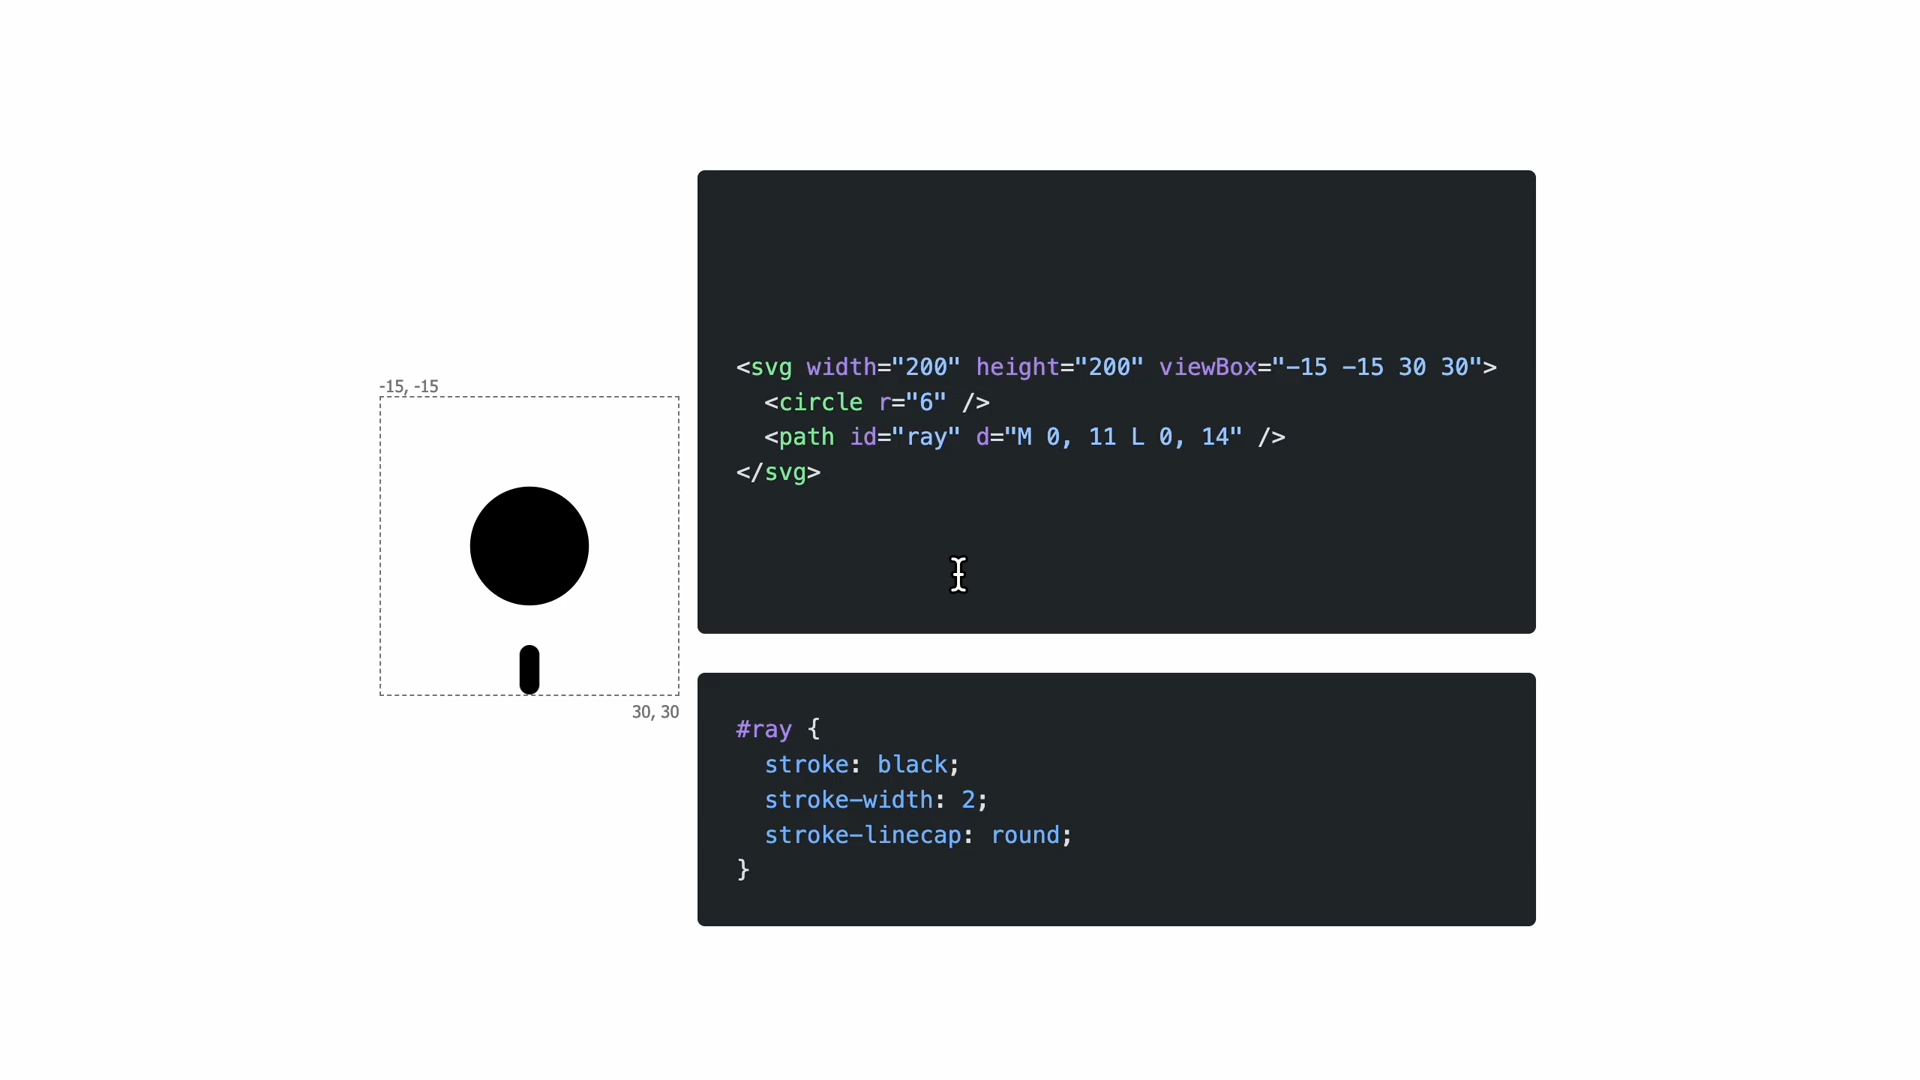 -15, -15
30, 30
<svg width="200" height="200" viewBox="-15 -15 30 30">
  <circle r="6" />
  <path id="ray" d="M 0, 11 L 0, 14" />
</svg>
#ray {
  stroke: black;
  stroke-width: 2;
  stroke-linecap: round;
}